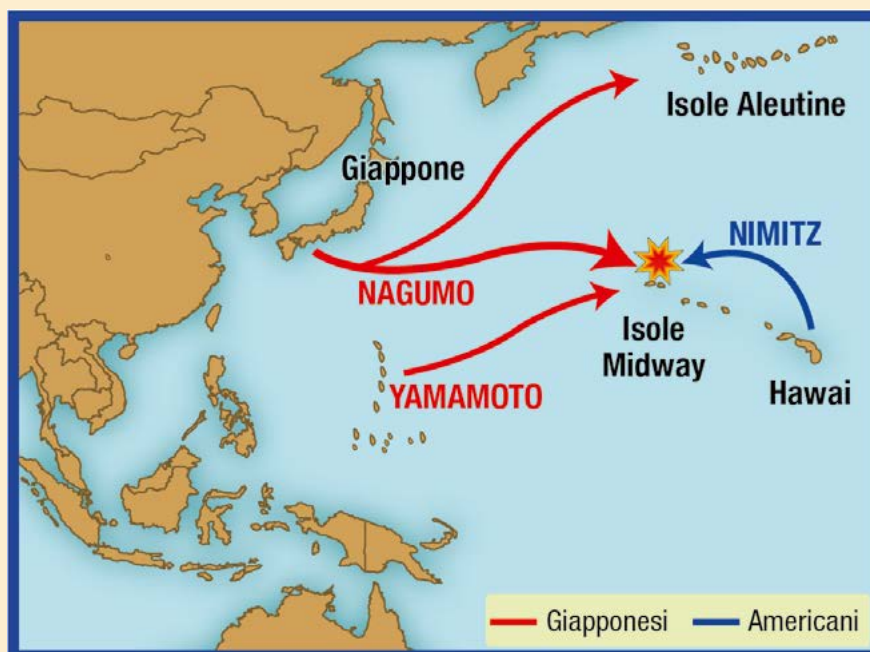 Isole Aleutine
Giappone
NIMITZ
NAGUMO
Isole
Midway
YAMAMOTO
Hawai
Giapponesi
Americani